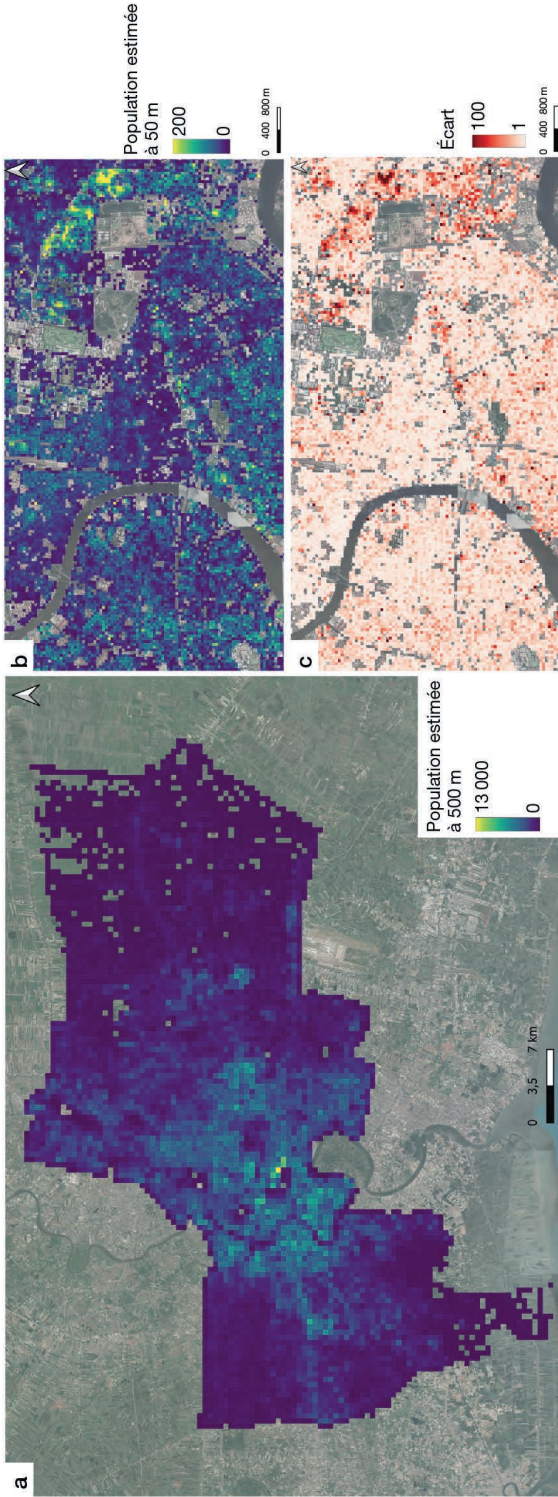 a
Population estimée
à 500 m
13 000
0
0 3,5 7 km
b
Population estimée
à 50 m
200
0
0 400 800 m
c
Écart
100
1
0 400 800 m